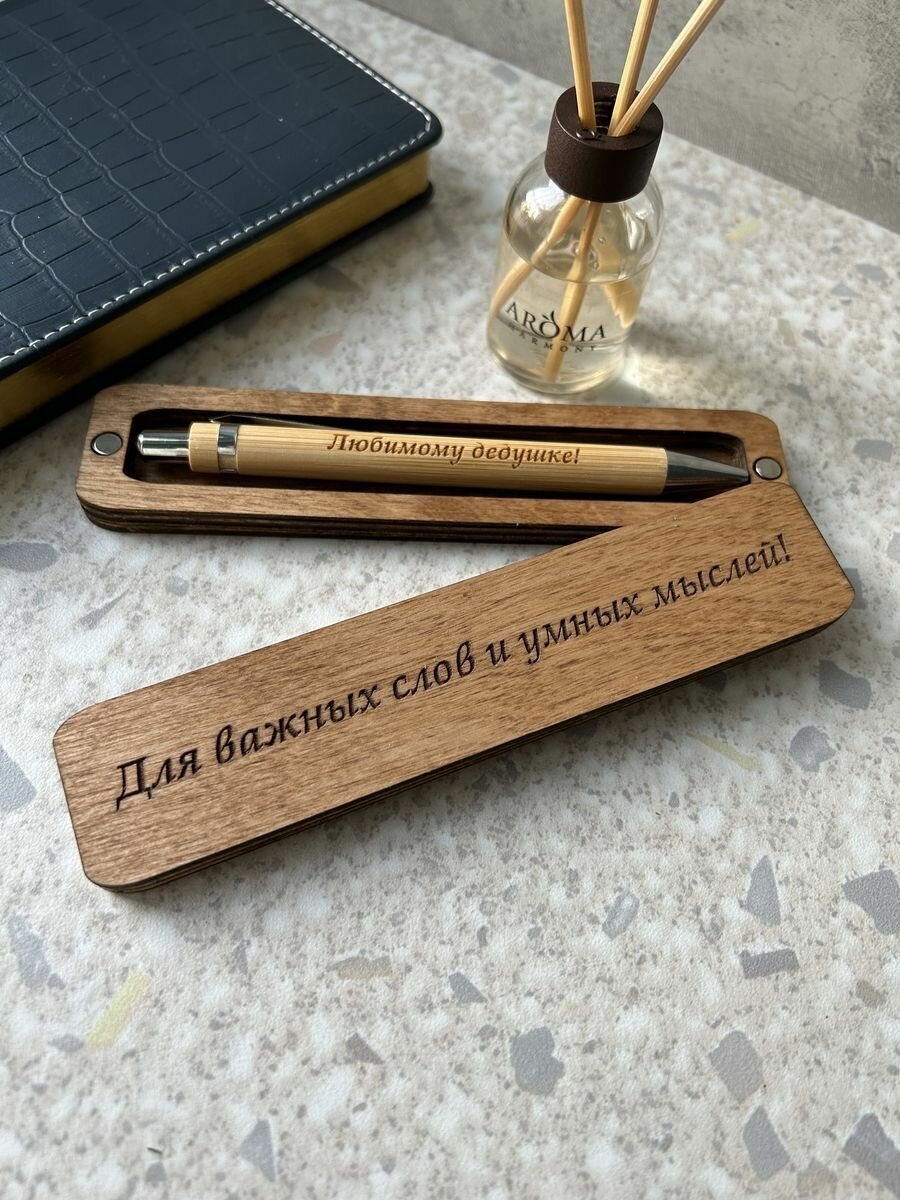 AROMA
HARMONY
Любимому дедушке!
Для важных слов и умных мыслей!